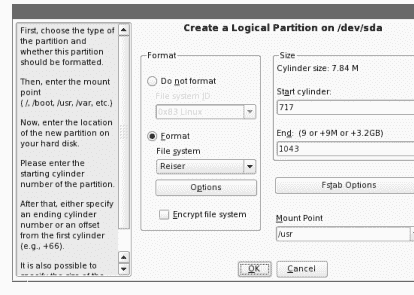 First, choose the type of
the partition and
whether this partition
should be formatted.
Then, enter the mount
point
(/, /boot, /usr, /var, etc.)
Now, enter the location
of the new partition on
your hard disk.
Please enter the
starting cylinder
number of the partition.
After that, either specify
an ending cylinder
number or an offset
from the first cylinder
(e.g., +66).
It is also possible to
specify the size of the
Create a Logical Partition on /dev/sda
Format
Do not format
File system ID:
0x83 Linux
Format
File system
Reiser
Options
Encrypt file system
Size
Cylinder size: 7.84 M
Start cylinder:
717
End: (9 or +9M or +3.2GB)
1043
Fstab Options
Mount Point
/usr
OK
Cancel